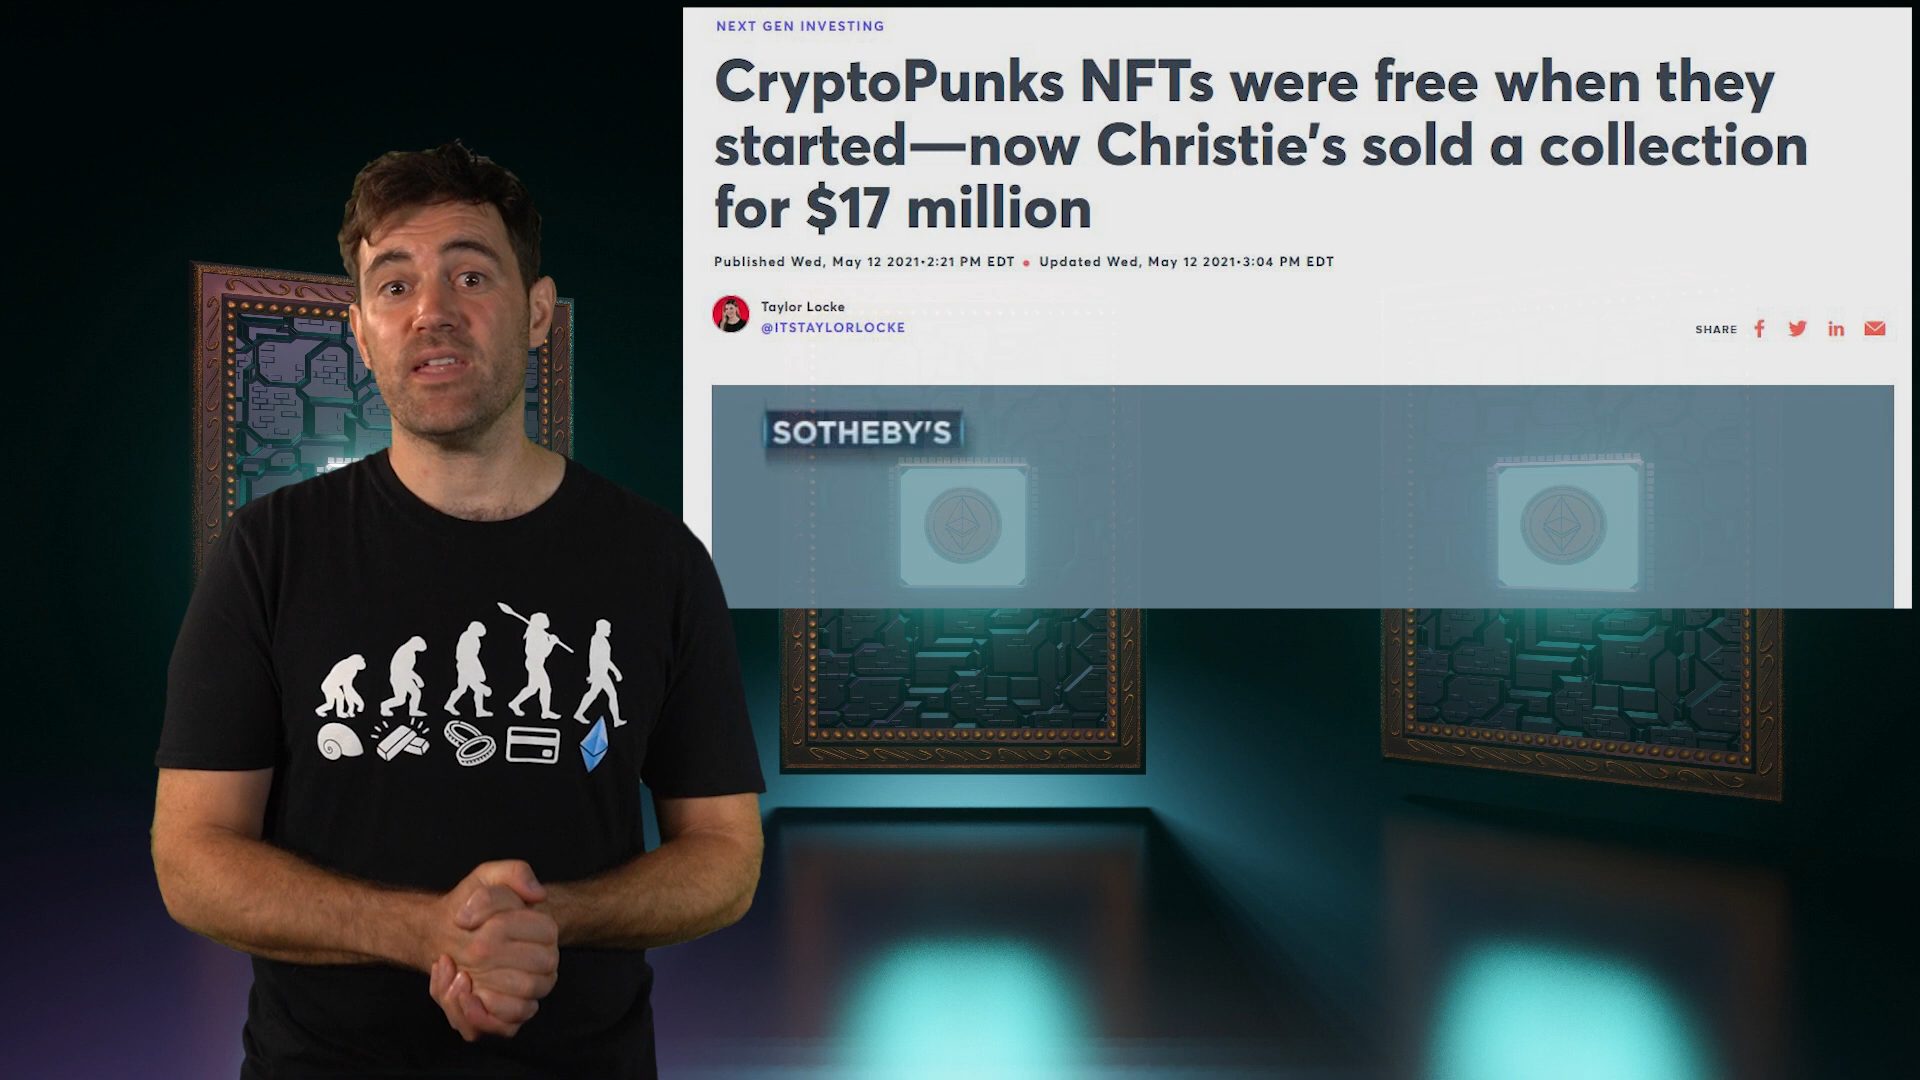 NEXT GEN INVESTING
CryptoPunks NFTs were free when they
started—now Christie's sold a collection
for $17 million
Published Wed, May 12 2021•2:21 PM EDT • Updated Wed, May 12 2021•3:04 PM EDT
Taylor Locke
@ITSTAYLORLOCKE
SHARE
SOTHEBY'S